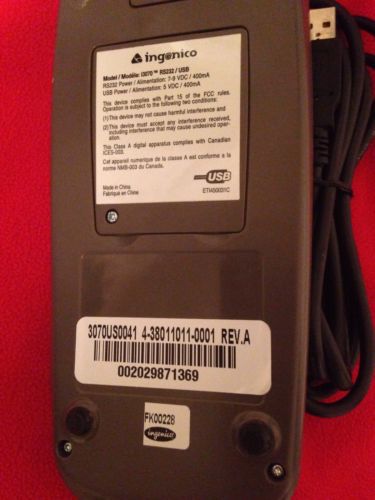 ingenico
Model / Modèle: i3070™ RS232 / USB
RS232 Power / Alimentation: 7-9 VDC / 400mA
USB Power / Alimentation: 5 VDC / 400mA
This device complies with Part 15 of the FCC rules.
Operation is subject to the following two conditions:
(1) This device may not cause harmful interference and
(2) This device must accept any interference received,
including interference that may cause undesired oper-
ation.
This Class A digital apparatus complies with Canadian
ICES-003.
Cet appareil numerique de la classe A est conforme a la
norme NMB-003 du Canada.
Made in China
Fabriqué en Chine
USB
3070US0041 4-38011011-0001 REV.A
002029871369
FK00228
ingenico